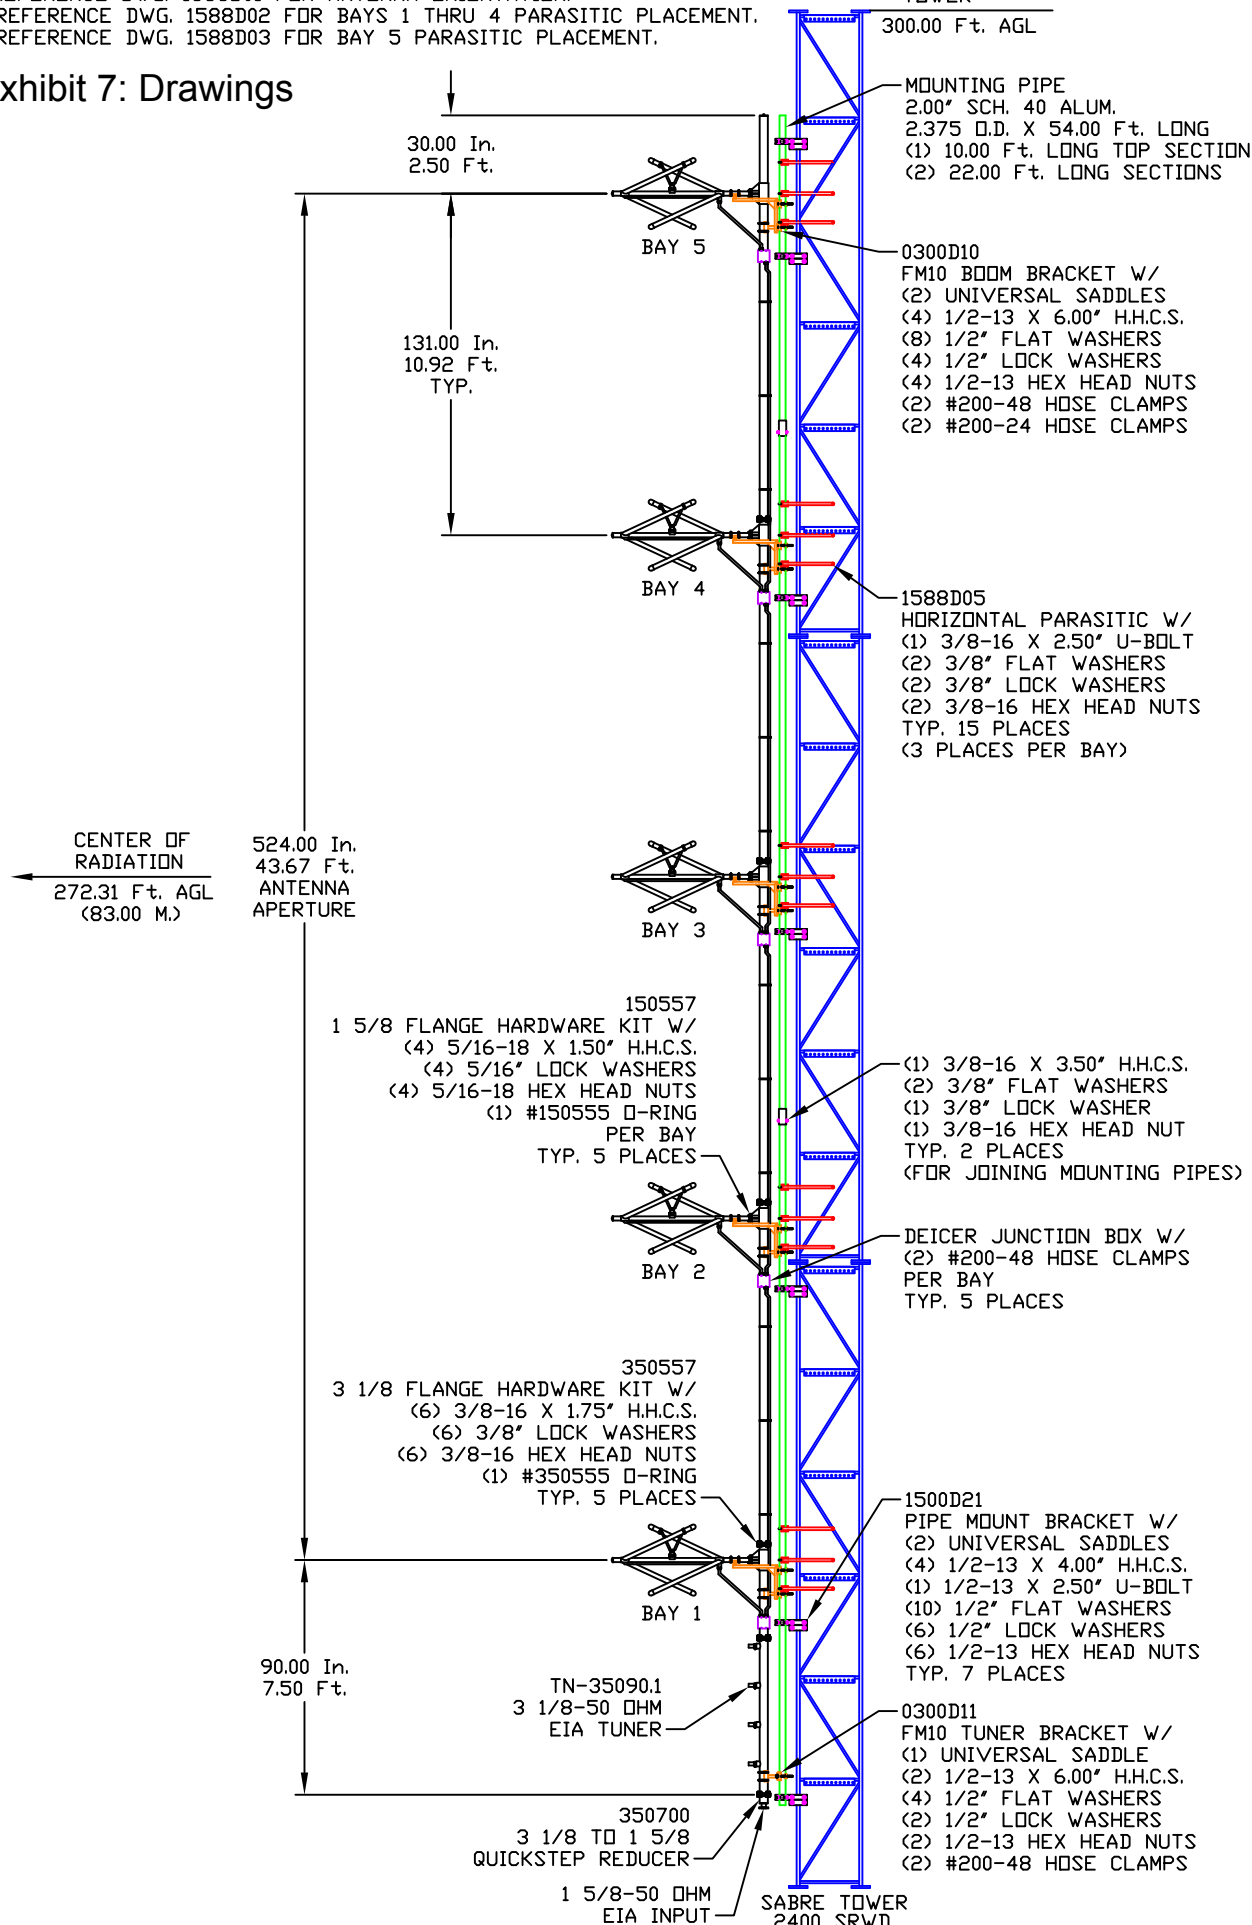 REFERENCE DWG. 1588D02 FOR BAYS 1 THRU 4 PARASITIC PLACEMENT.
REFERENCE DWG. 1588D03 FOR BAY 5 PARASITIC PLACEMENT.
xhibit 7: Drawings
TOWER
300.00 Ft. AGL
MOUNTING PIPE
2.00" SCH. 40 ALUM.
2.375 O.D. X 54.00 Ft. LONG
(1) 10.00 Ft. LONG TOP SECTION
(2) 22.00 Ft. LONG SECTIONS
30.00 In.
2.50 Ft.
BAY 5
0300D10
FM10 BOOM BRACKET W/
(2) UNIVERSAL SADDLES
(4) 1/2-13 X 6.00" H.H.C.S.
(8) 1/2" FLAT WASHERS
(4) 1/2" LOCK WASHERS
(4) 1/2-13 HEX HEAD NUTS
(2) #200-48 HOSE CLAMPS
(2) #200-24 HOSE CLAMPS
131.00 In.
10.92 Ft.
TYP.
BAY 4
1588D05
HORIZONTAL PARASITIC W/
(1) 3/8-16 X 2.50" U-BOLT
(2) 3/8" FLAT WASHERS
(2) 3/8" LOCK WASHERS
(2) 3/8-16 HEX HEAD NUTS
TYP. 15 PLACES
(3 PLACES PER BAY)
CENTER OF
RADIATION
272.31 Ft. AGL
(83.00 M.)
524.00 In.
43.67 Ft.
ANTENNA
APERTURE
BAY 3
150557
1 5/8 FLANGE HARDWARE KIT W/
(4) 5/16-18 X 1.50" H.H.C.S.
(4) 5/16" LOCK WASHERS
(4) 5/16-18 HEX HEAD NUTS
(1) #150555 O-RING
PER BAY
TYP. 5 PLACES
(1) 3/8-16 X 3.50" H.H.C.S.
(2) 3/8" FLAT WASHERS
(1) 3/8" LOCK WASHER
(1) 3/8-16 HEX HEAD NUT
TYP. 2 PLACES
(FOR JOINING MOUNTING PIPES)
BAY 2
DEICER JUNCTION BOX W/
(2) #200-48 HOSE CLAMPS
PER BAY
TYP. 5 PLACES
350557
3 1/8 FLANGE HARDWARE KIT W/
(6) 3/8-16 X 1.75" H.H.C.S.
(6) 3/8" LOCK WASHERS
(6) 3/8-16 HEX HEAD NUTS
(1) #350555 O-RING
TYP. 5 PLACES
BAY 1
1500D21
PIPE MOUNT BRACKET W/
(2) UNIVERSAL SADDLES
(4) 1/2-13 X 4.00" H.H.C.S.
(1) 1/2-13 X 2.50" U-BOLT
(10) 1/2" FLAT WASHERS
(6) 1/2" LOCK WASHERS
(6) 1/2-13 HEX HEAD NUTS
TYP. 7 PLACES
90.00 In.
7.50 Ft.
TN-35090.1
3 1/8-50 OHM
EIA TUNER
0300D11
FM10 TUNER BRACKET W/
(1) UNIVERSAL SADDLE
(2) 1/2-13 X 6.00" H.H.C.S.
(4) 1/2" FLAT WASHERS
(2) 1/2" LOCK WASHERS
(2) 1/2-13 HEX HEAD NUTS
(2) #200-48 HOSE CLAMPS
350700
3 1/8 TO 1 5/8
QUICKSTEP REDUCER
1 5/8-50 OHM
EIA INPUT
SABRE TOWER
2400 SRWD